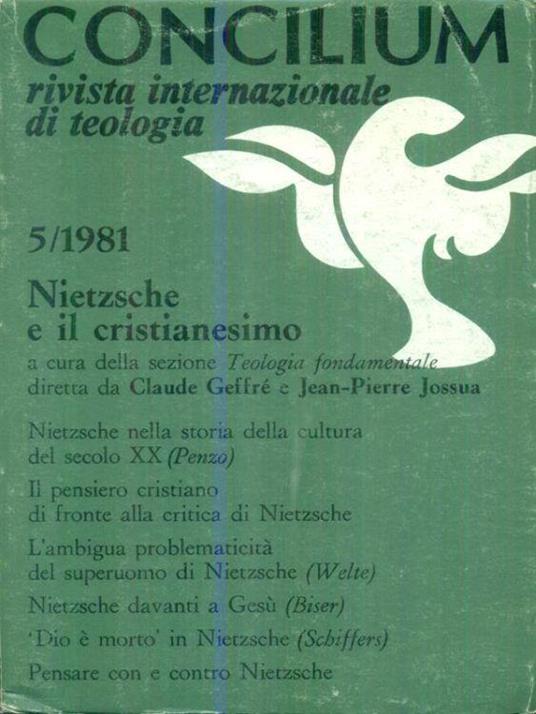 CONCILIUM
rivista internazionale
di teologia
5/1981
Nietzsche
e il cristianesimo
a cura della sezione Teologia fondamentale
diretta da Claude Geffré e Jean-Pierre Jossua
Nietzsche nella storia della cultura
del secolo XX (Penzo)
Il pensiero cristiano
di fronte alla critica di Nietzsche
L'ambigua problematicità
del superuomo di Nietzsche (Welte)
Nietzsche davanti a Gesù (Biser)
'Dio è morto' in Nietzsche (Schiffers)
Pensare con e contro Nietzsche